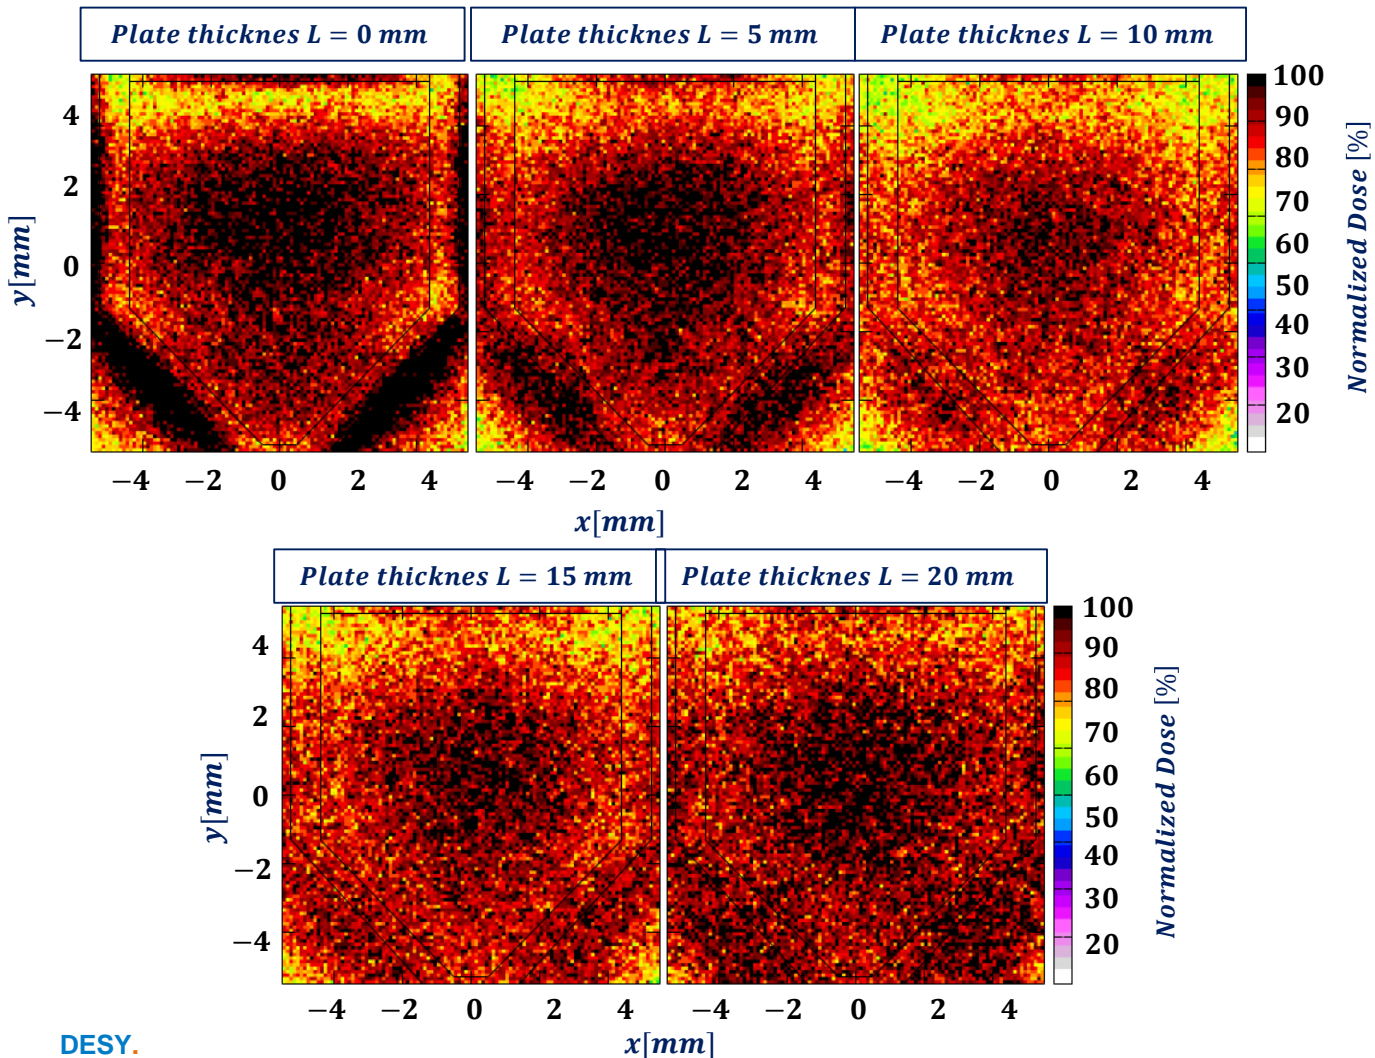 Plate thicknes L = 0 mm
Plate thicknes L = 5 mm
Plate thicknes L = 10 mm
4
2
0
−2
−4
y[mm]
100
90
80
70
60
50
40
30
20
Normalized Dose [%]
−4 −2 0 2 4
−4 −2 0 2 4
−4 −2 0 2 4
x[mm]
Plate thicknes L = 15 mm
Plate thicknes L = 20 mm
4
2
0
−2
−4
y[mm]
100
90
80
70
60
50
40
30
20
Normalized Dose [%]
−4 −2 0 2 4
−4 −2 0 2 4
x[mm]
DESY.